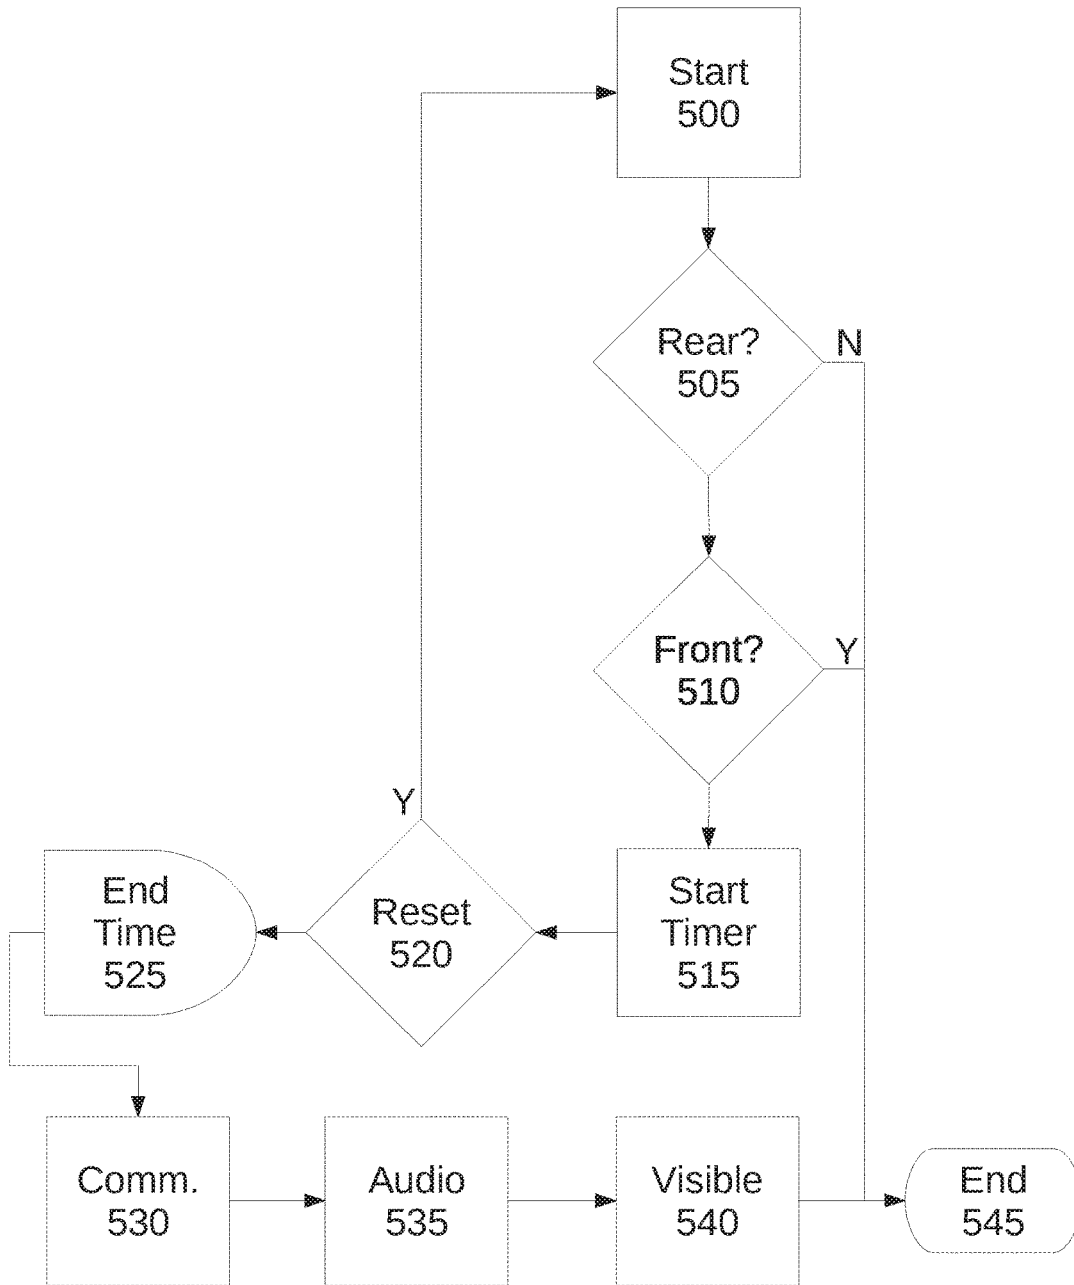 Start
500
Rear?
505
N
Front?
510
Y
Y
Start
Timer
515
Reset
520
End
Time
525
Comm.
530
Audio
535
Visible
540
End
545